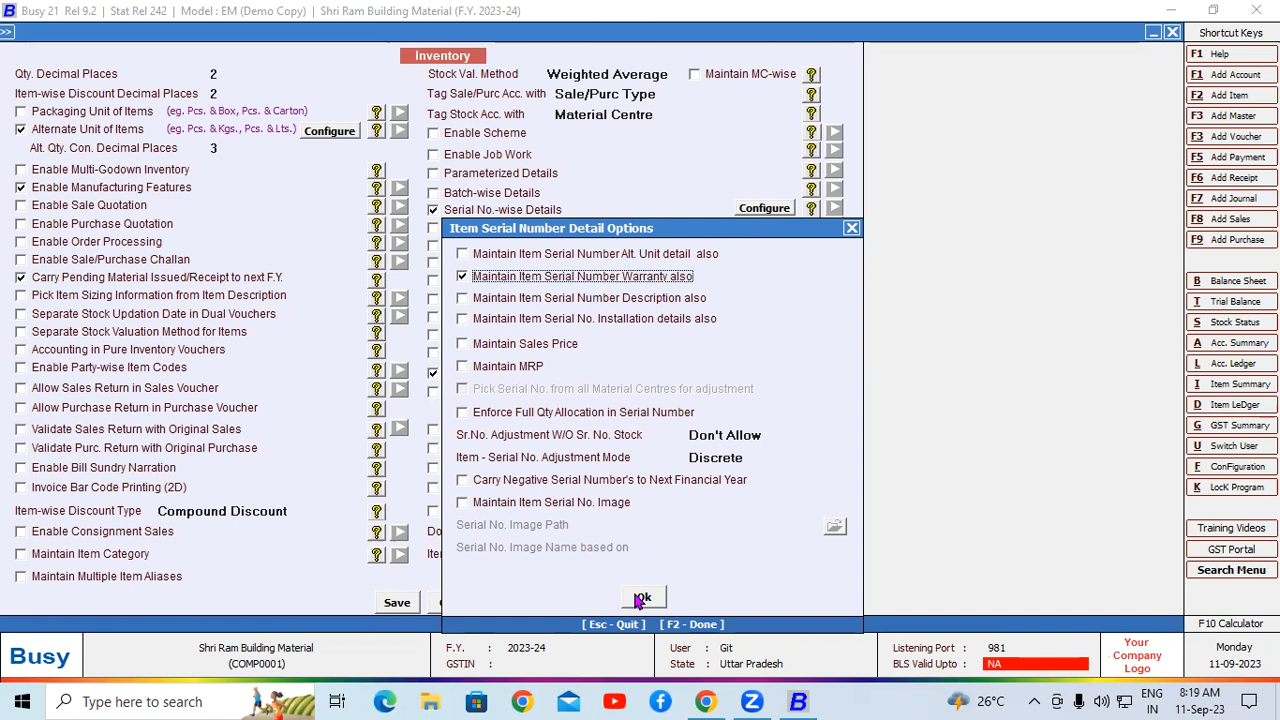 Busy 21 Rel 9.2 | Stat Rel 242 | Model : EM (Demo Copy) | Shri Ram Building Material (F.Y. 2023-24)
>>
Inventory
Qty. Decimal Places 2
Item-wise Discount Decimal Places 2
Packaging Unit of Items (eg. Pcs. & Box, Pcs. & Carton) ?
Alternate Unit of Items (eg. Pcs. & Kgs., Pcs. & Lts.) Configure ?
Alt. Qty. Con. Decimal Places 3
Enable Multi-Godown Inventory ?
Enable Manufacturing Features ?
Enable Sale Quotation ?
Enable Purchase Quotation ?
Enable Order Processing ?
Enable Sale/Purchase Challan ?
Carry Pending Material Issued/Receipt to next F.Y. ?
Pick Item Sizing Information from Item Description ?
Separate Stock Updation Date in Dual Vouchers ?
Separate Stock Valuation Method for Items ?
Accounting in Pure Inventory Vouchers ?
Enable Party-wise Item Codes ?
Allow Sales Return in Sales Voucher ?
Allow Purchase Return in Purchase Voucher ?
Validate Sales Return with Original Sales ?
Validate Purc. Return with Original Purchase ?
Enable Bill Sundry Narration ?
Invoice Bar Code Printing (2D) ?
Item-wise Discount Type Compound Discount ?
Enable Consignment Sales ?
Maintain Item Category ?
Maintain Multiple Item Aliases
Save
Stock Val. Method Weighted Average Maintain MC-wise ?
Tag Sale/Purc Acc. with Sale/Purc Type ?
Tag Stock Acc. with Material Centre ?
Enable Scheme ?
Enable Job Work ?
Parameterized Details ?
Batch-wise Details ?
Serial No.-wise Details Configure ?
Item Serial Number Detail Options
Maintain Item Serial Number Alt. Unit detail also
Maintain Item Serial Number Warranty also
Maintain Item Serial Number Description also
Maintain Item Serial No. Installation details also
Maintain Sales Price
Maintain MRP
Pick Serial No. from all Material Centres for adjustment
Enforce Full Qty Allocation in Serial Number
Sr.No. Adjustment W/O Sr. No. Stock Don't Allow
Item - Serial No. Adjustment Mode Discrete
Carry Negative Serial Number's to Next Financial Year
Maintain Item Serial No. Image
Serial No. Image Path
Serial No. Image Name based on
Ok
[ Esc - Quit ] [ F2 - Done ]
Shortcut Keys
F1 Help
F1 Add Account
F2 Add Item
F3 Add Master
F3 Add Voucher
F5 Add Payment
F6 Add Receipt
F7 Add Journal
F8 Add Sales
F9 Add Purchase
B Balance Sheet
T Trial Balance
S Stock Status
A Acc. Summary
L Acc. Ledger
I Item Summary
D Item LeDger
G GST Summary
U Switch User
F Configuration
K LocK Program
Training Videos
GST Portal
Search Menu
F10 Calculator
Busy
Shri Ram Building Material
(COMP0001)
F.Y. : 2023-24
GSTIN :
User : Git
State : Uttar Pradesh
Listening Port : 981
BLS Valid Upto : NA
Your
Company
Logo
Monday
11-09-2023
Type here to search
26°C
ENG
IN
8:19 AM
11-Sep-23